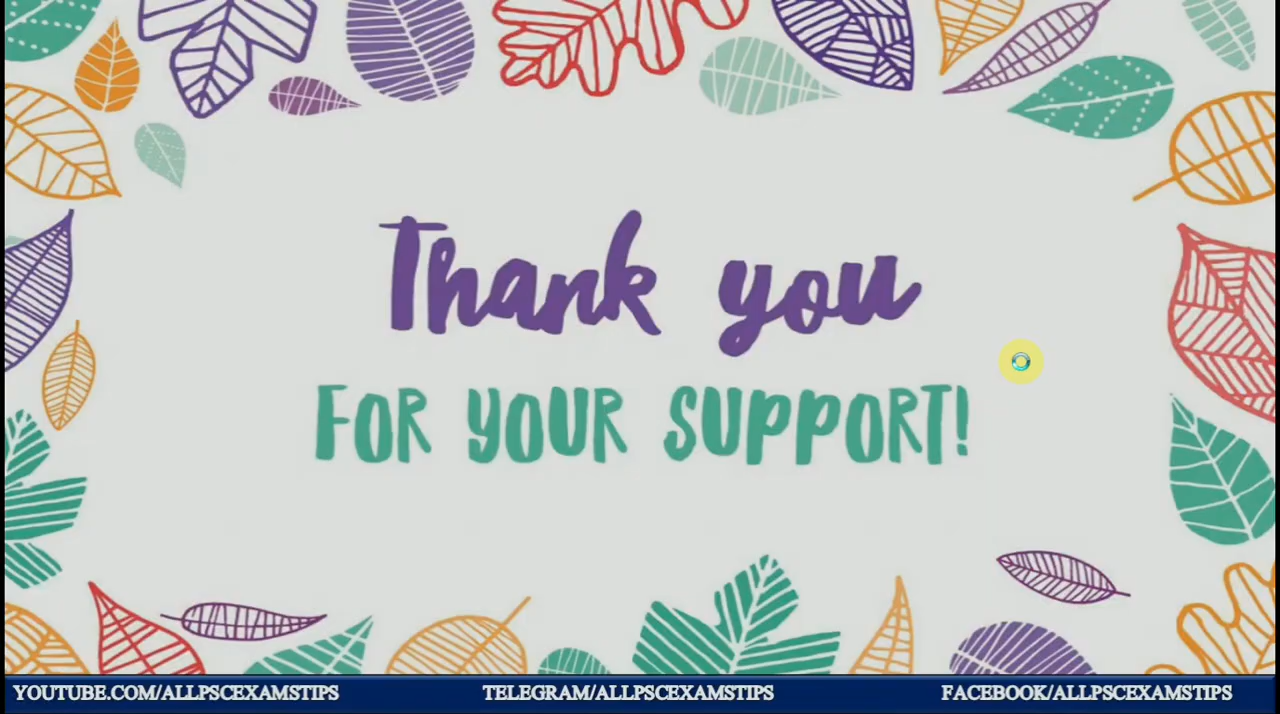 Thank you
FOR YOUR SUPPORT!
YOUTUBE.COM/ALLPSCEXAMSTIPS TELEGRAM/ALLPSCEXAMSTIPS FACEBOOK/ALLPSCEXAMSTIPS